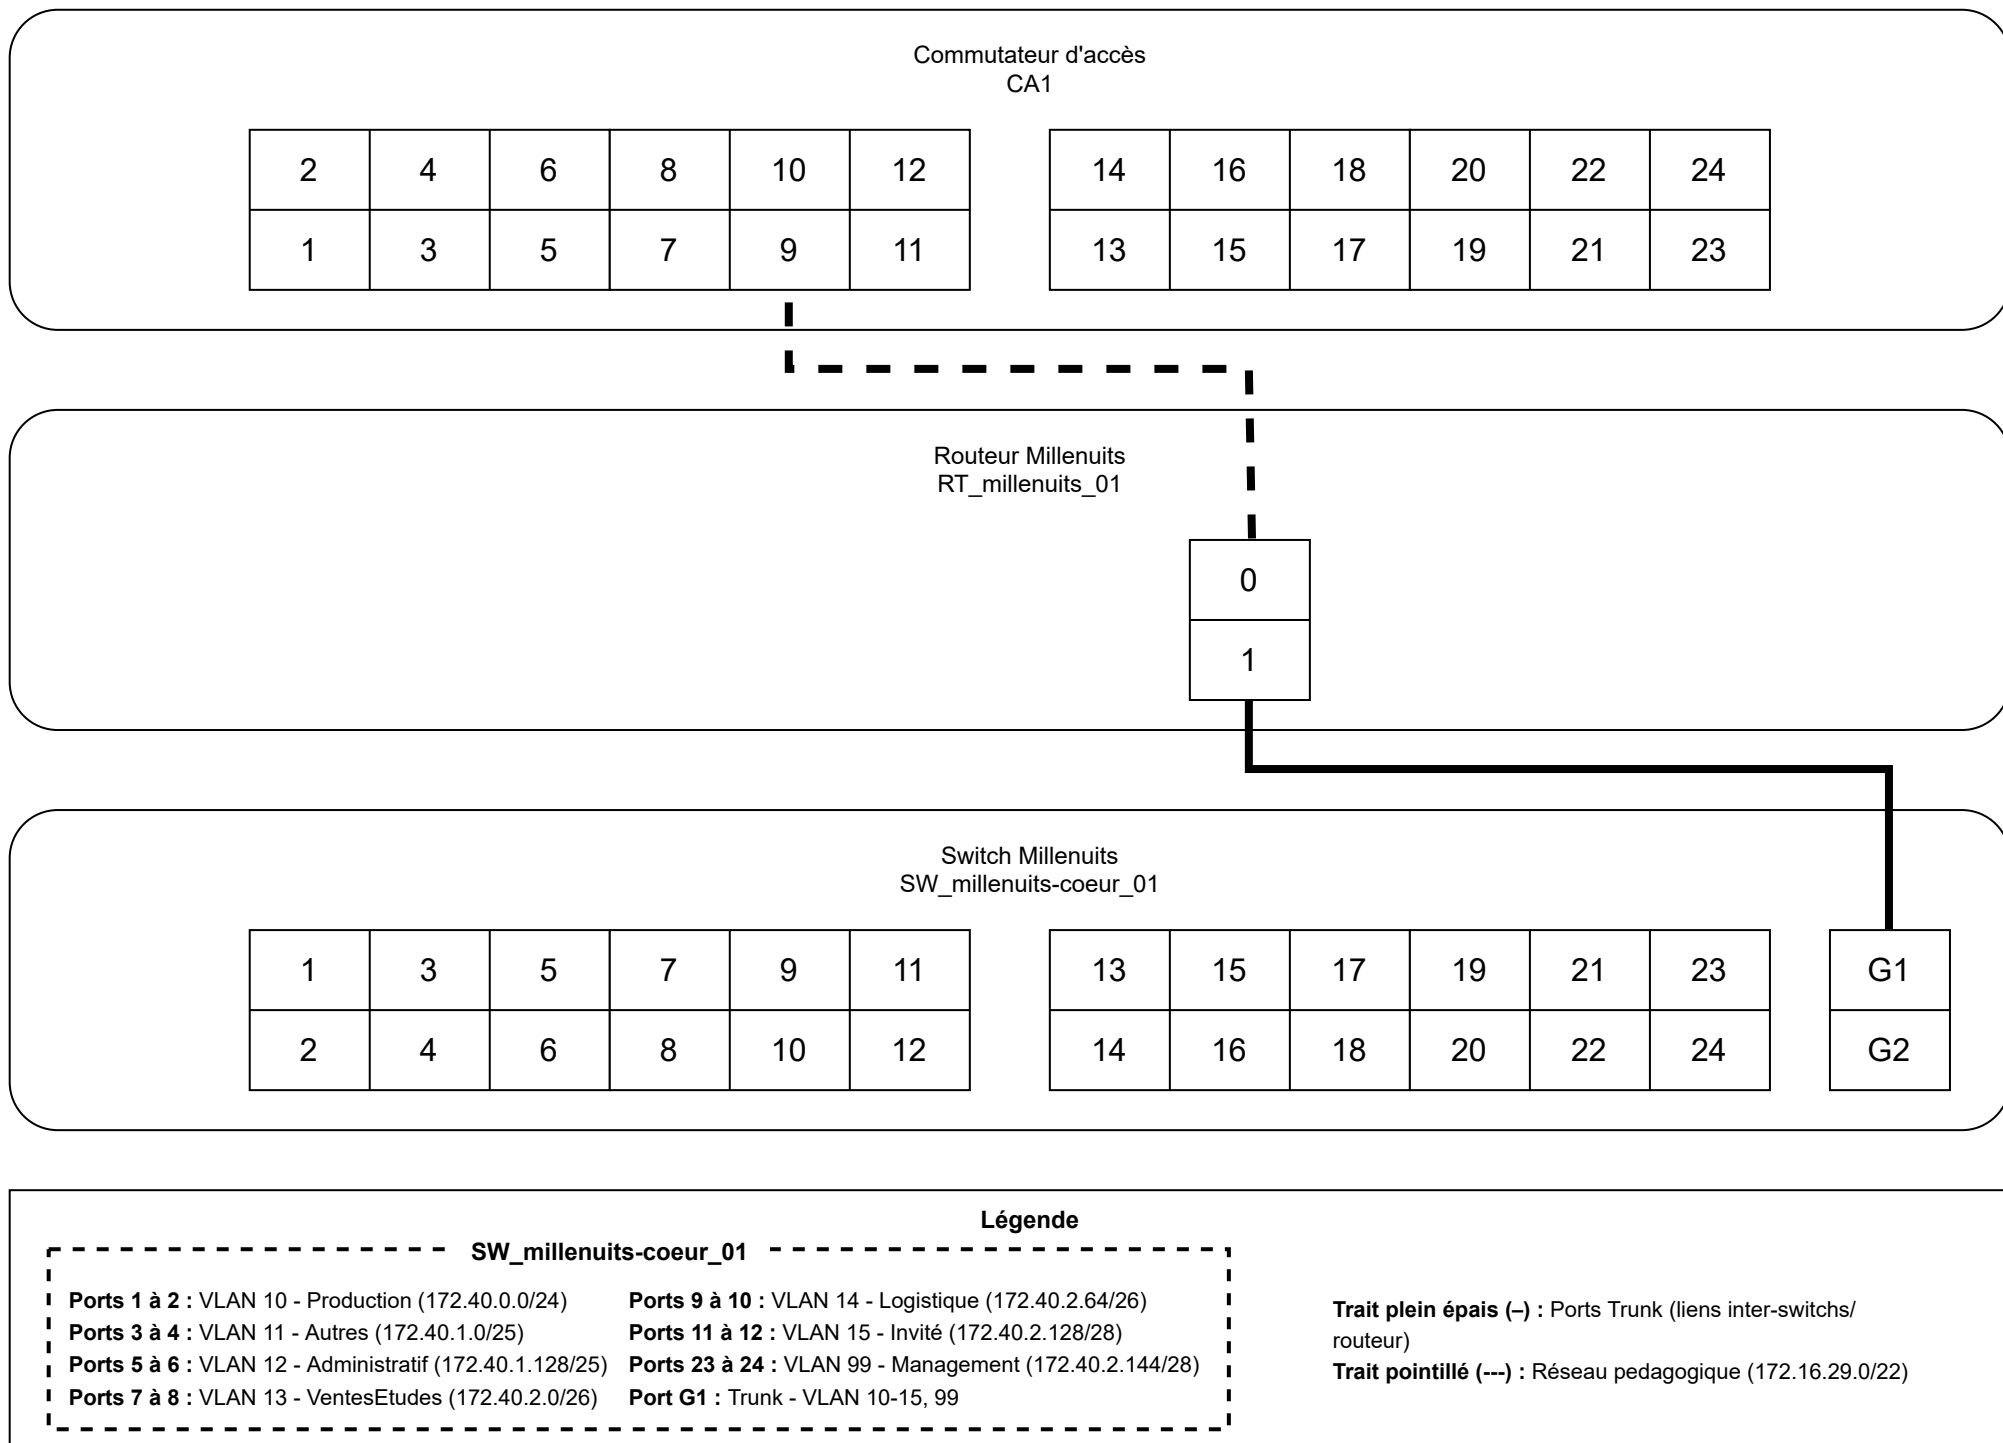 Commutateur d'accès
CA1
2 4 6 8 10 12 14 16 18 20 22 24
1 3 5 7 9 11 13 15 17 19 21 23
Routeur Millenuits
RT_millenuits_01
0
1
Switch Millenuits
SW_millenuits-coeur_01
1 3 5 7 9 11 13 15 17 19 21 23 G1
2 4 6 8 10 12 14 16 18 20 22 24 G2
Légende
SW_millenuits-coeur_01
Ports 1 à 2 : VLAN 10 - Production (172.40.0.0/24)
Ports 3 à 4 : VLAN 11 - Autres (172.40.1.0/25)
Ports 5 à 6 : VLAN 12 - Administratif (172.40.1.128/25)
Ports 7 à 8 : VLAN 13 - VentesEtudes (172.40.2.0/26)
Ports 9 à 10 : VLAN 14 - Logistique (172.40.2.64/26)
Ports 11 à 12 : VLAN 15 - Invité (172.40.2.128/28)
Ports 23 à 24 : VLAN 99 - Management (172.40.2.144/28)
Port G1 : Trunk - VLAN 10-15, 99
Trait plein épais (–) : Ports Trunk (liens inter-switchs/
routeur)
Trait pointillé (---) : Réseau pedagogique (172.16.29.0/22)